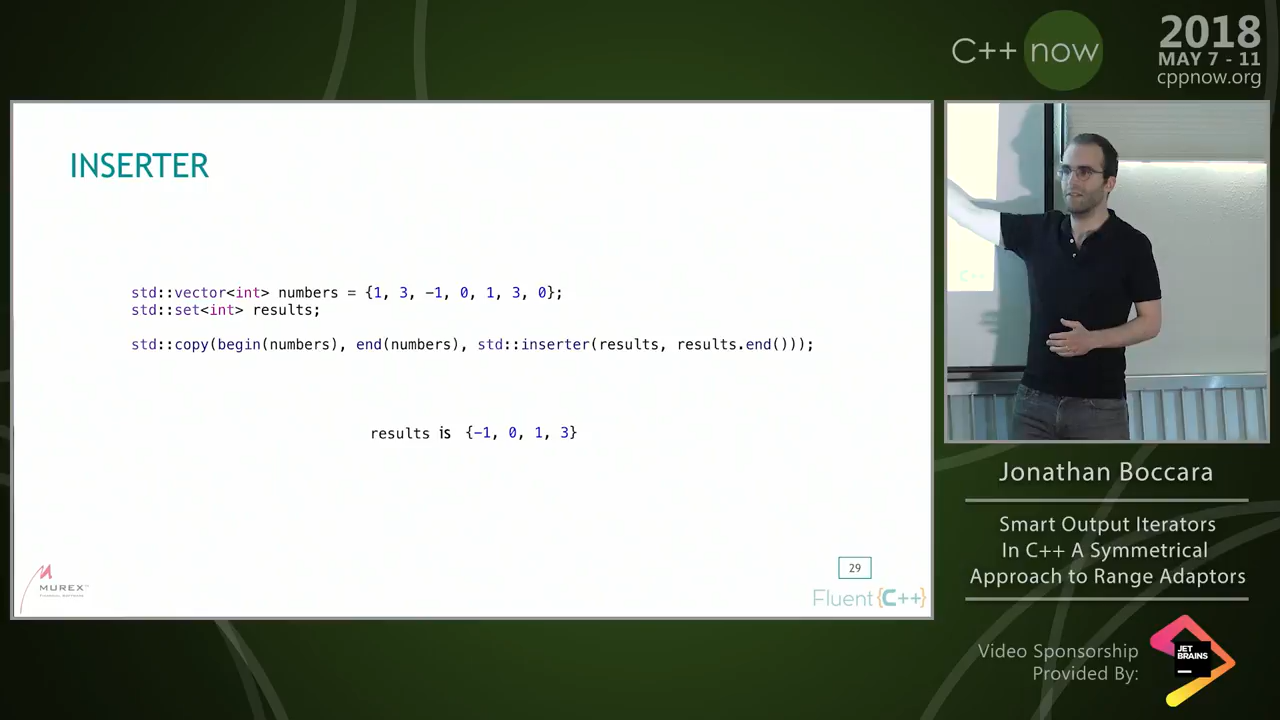 C++ now
2018
MAY 7 - 11
cppnow.org
INSERTER
std::vector<int> numbers = {1, 3, -1, 0, 1, 3, 0};
std::set<int> results;
std::copy(begin(numbers), end(numbers), std::inserter(results, results.end()));
results is {-1, 0, 1, 3}
29
MUREX
Fluent {C++}
C++
Jonathan Boccara
Smart Output Iterators
In C++ A Symmetrical
Approach to Range Adaptors
Video Sponsorship
Provided By:
JET
BRAINS